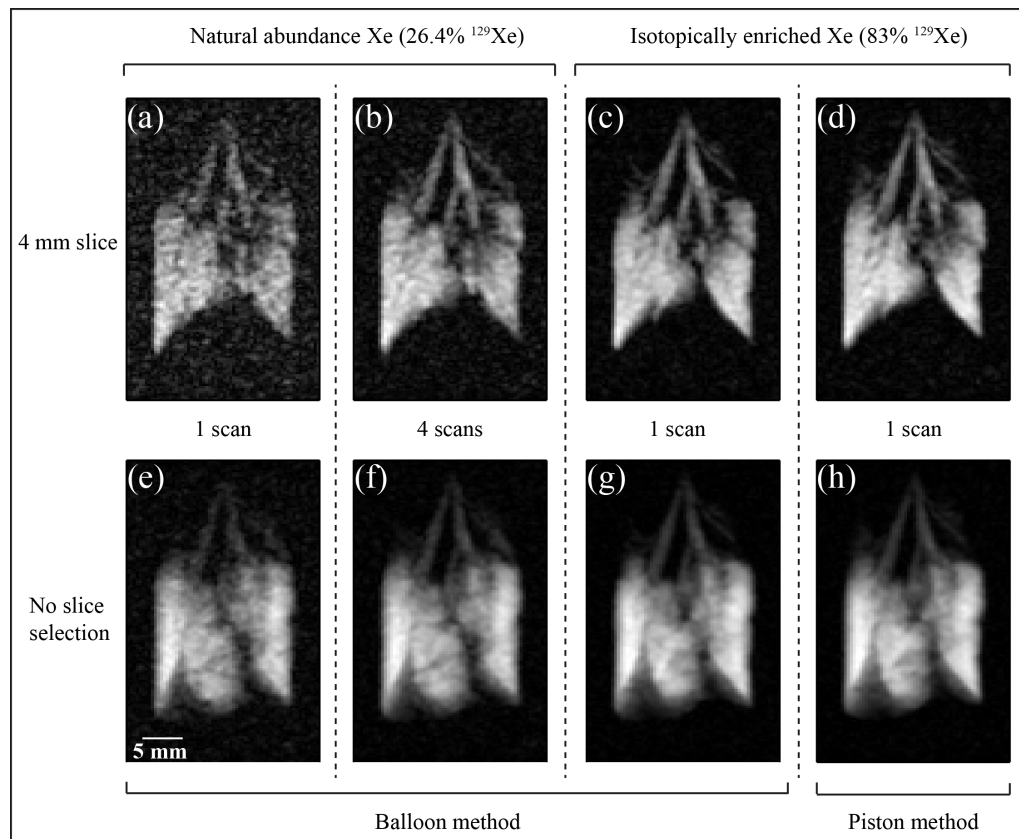 Natural abundance Xe (26.4% ¹²⁹Xe)
Isotopically enriched Xe (83% ¹²⁹Xe)
(a)
(b)
(c)
(d)
4 mm slice
1 scan
4 scans
1 scan
1 scan
(e)
(f)
(g)
(h)
No slice
selection
5 mm
Balloon method
Piston method